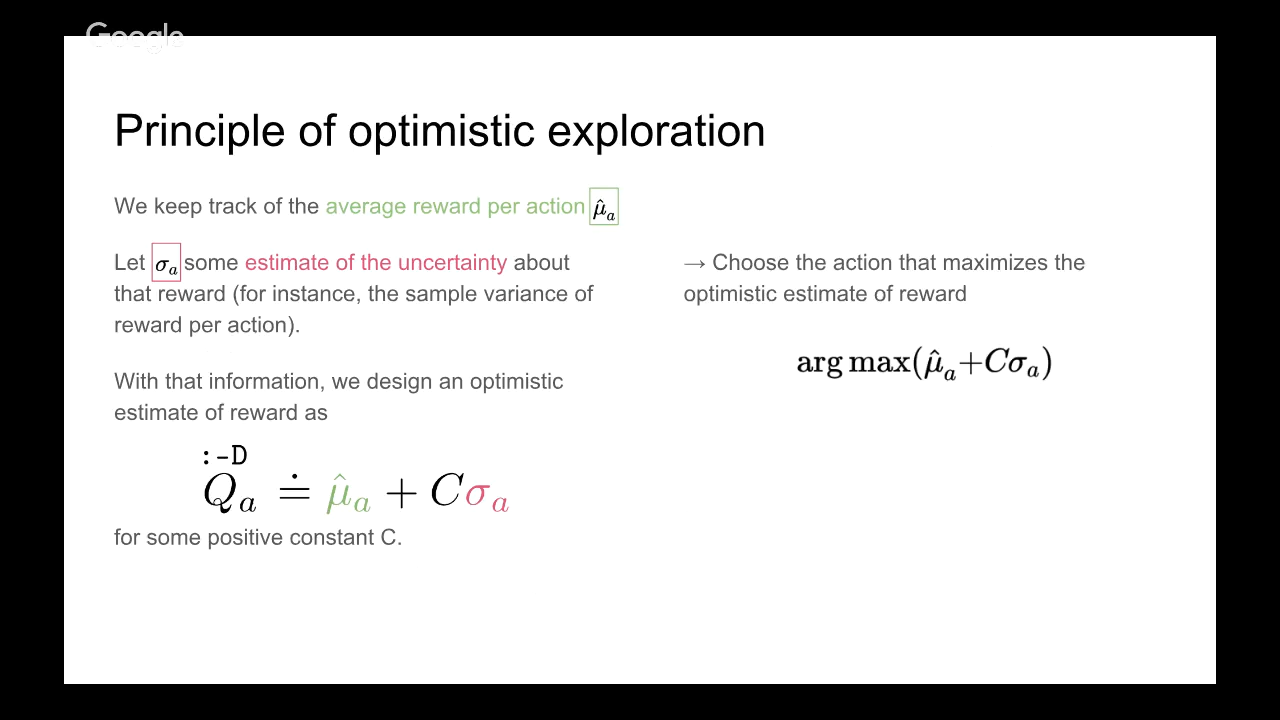 Google
Principle of optimistic exploration
We keep track of the average reward per action μ̂ₐ
Let σₐ some estimate of the uncertainty about
that reward (for instance, the sample variance of
reward per action).
With that information, we design an optimistic
estimate of reward as
:-D
Qₐ ≐ μ̂ₐ + Cσₐ
for some positive constant C.
→ Choose the action that maximizes the
optimistic estimate of reward
arg max(μ̂ₐ+Cσₐ)